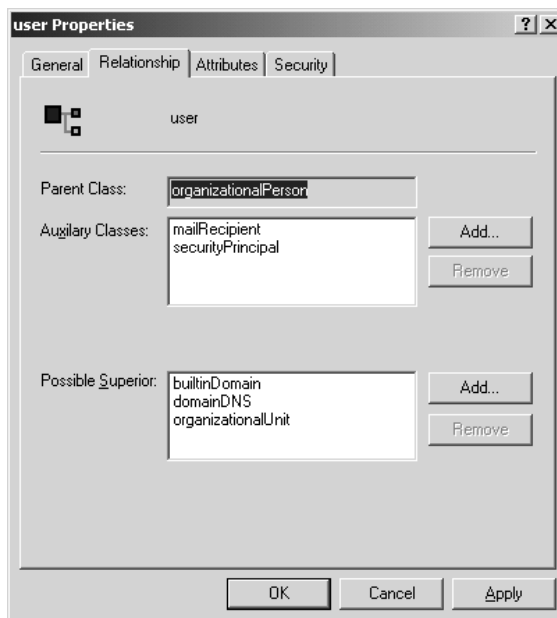 user Properties
? X
General Relationship Attributes Security
user
Parent Class: organizationalPerson
Auxilary Classes: mailRecipient
securityPrincipal
Add...
Remove
Possible Superior: builtinDomain
domainDNS
organizationalUnit
Add...
Remove
OK Cancel Apply